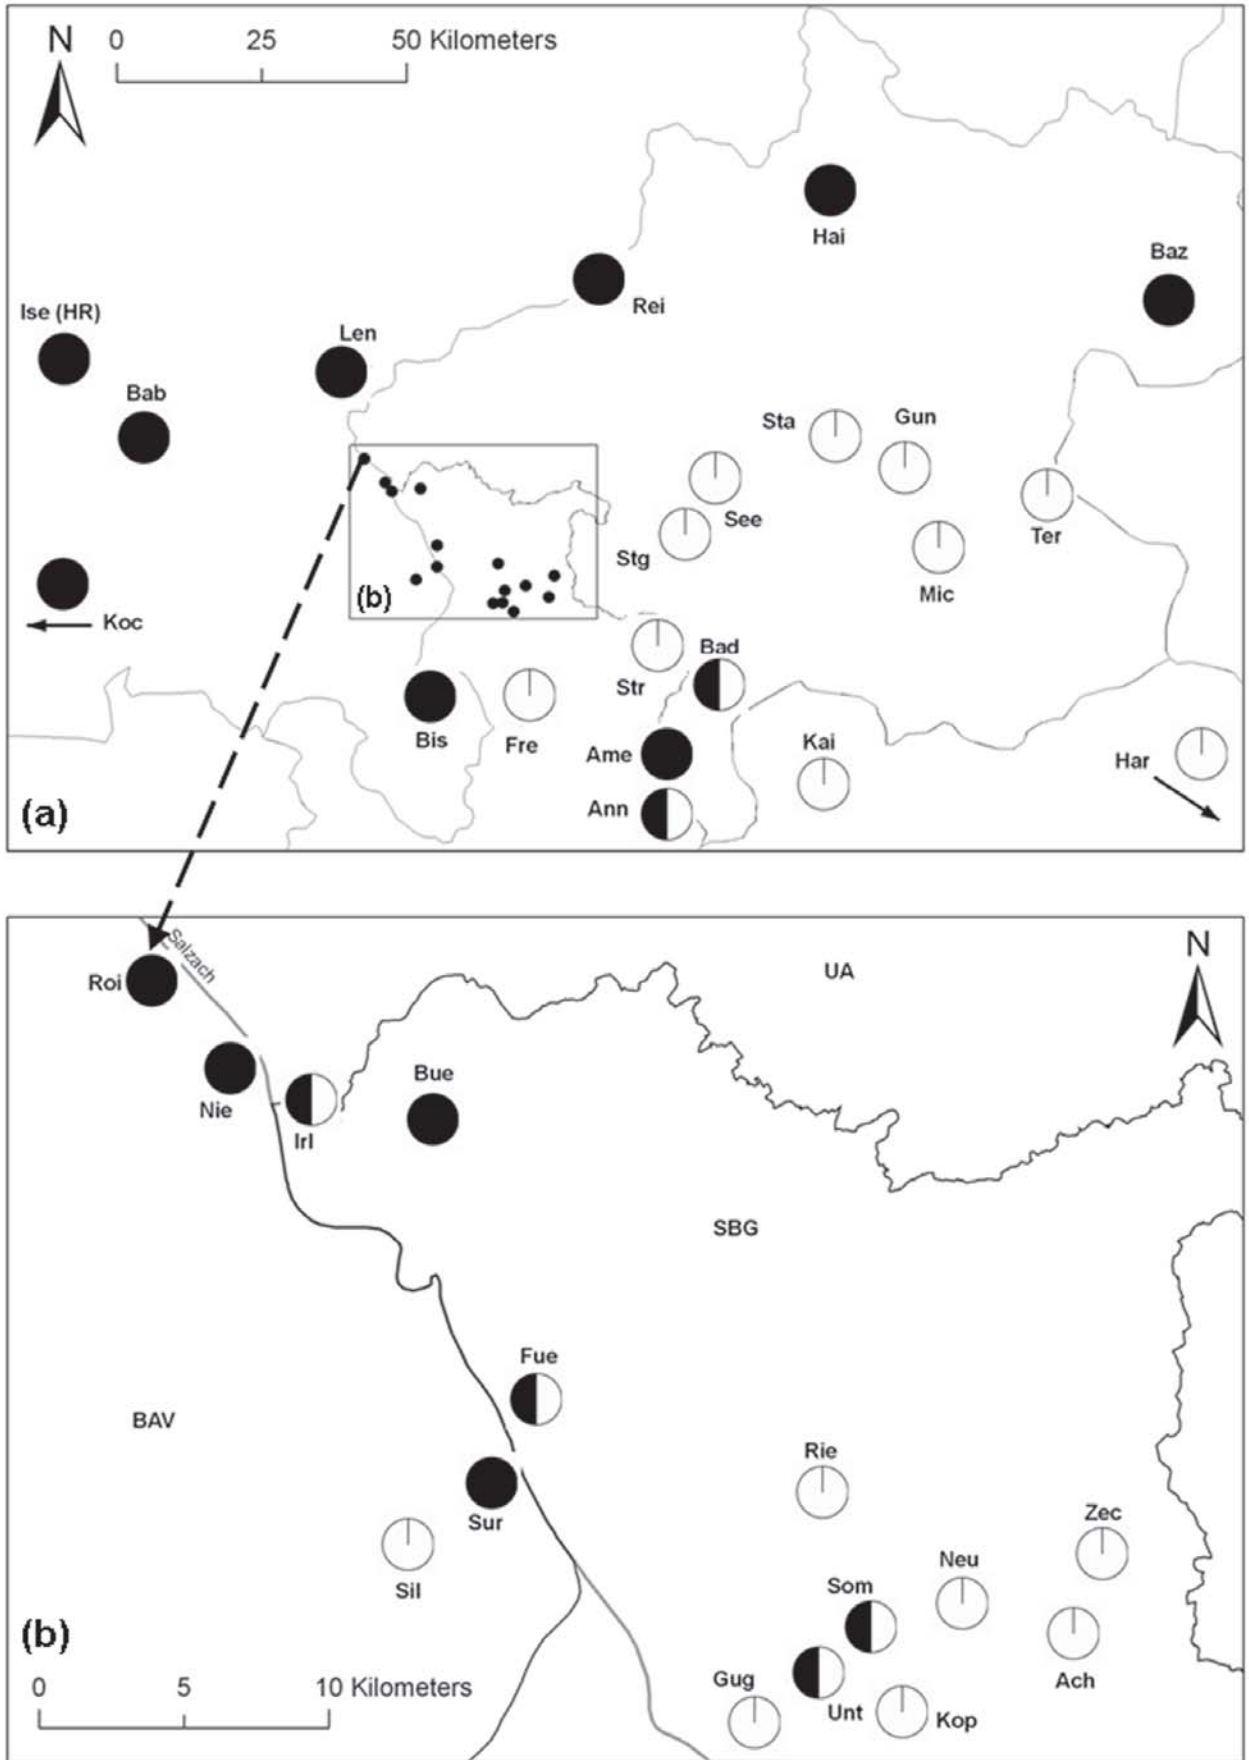 N
0 25 50 Kilometers
Hai
Baz
Rei
Ise (HR)
Len
Bab
Sta
Gun
See
Ter
Stg
Mic
(b)
Koc
Bad
Str
Bis
Fre
Ame
Kai
Har
Ann
(a)
N
Salzach
UA
Roi
Bue
Nie
Irl
SBG
Fue
BAV
Rie
Zec
Sur
Neu
Som
Sil
(b)
Ach
Gug
0 5 10 Kilometers
Unt
Kop